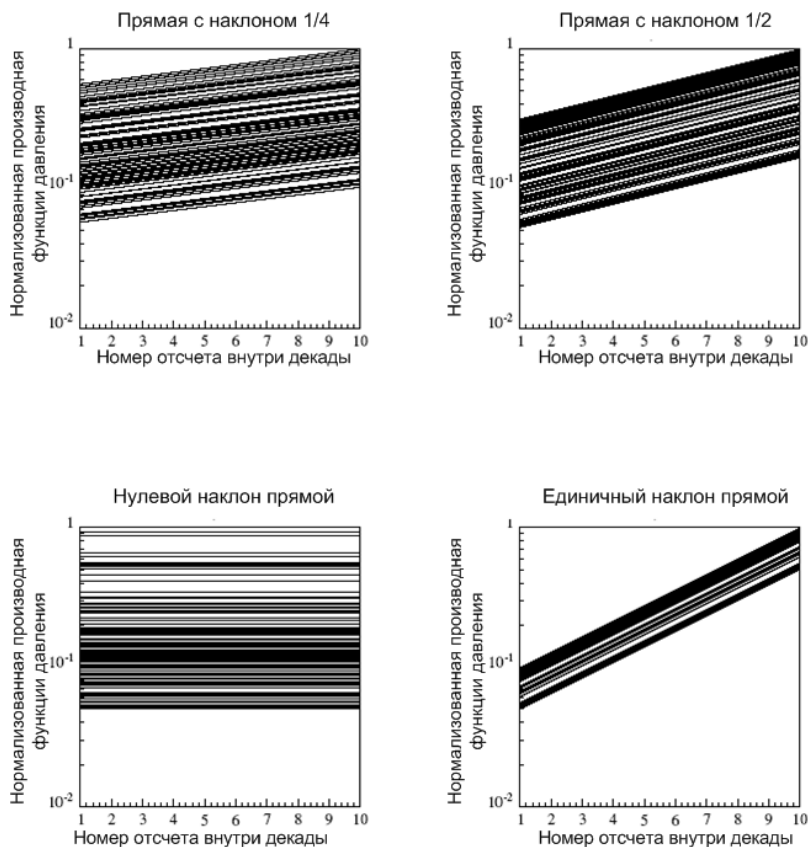 Прямая с наклоном 1/4
Нормализованная производная
функции давления
1
10-1
10-2
1 2 3 4 5 6 7 8 9 10
Номер отсчета внутри декады
Прямая с наклоном 1/2
Нормализованная производная
функции давления
1
10-1
10-2
1 2 3 4 5 6 7 8 9 10
Номер отсчета внутри декады
Нулевой наклон прямой
Нормализованная производная
функции давления
1
10-1
10-2
1 2 3 4 5 6 7 8 9 10
Номер отсчета внутри декады
Единичный наклон прямой
Нормализованная производная
функции давления
1
10-1
10-2
1 2 3 4 5 6 7 8 9 10
Номер отсчета внутри декады